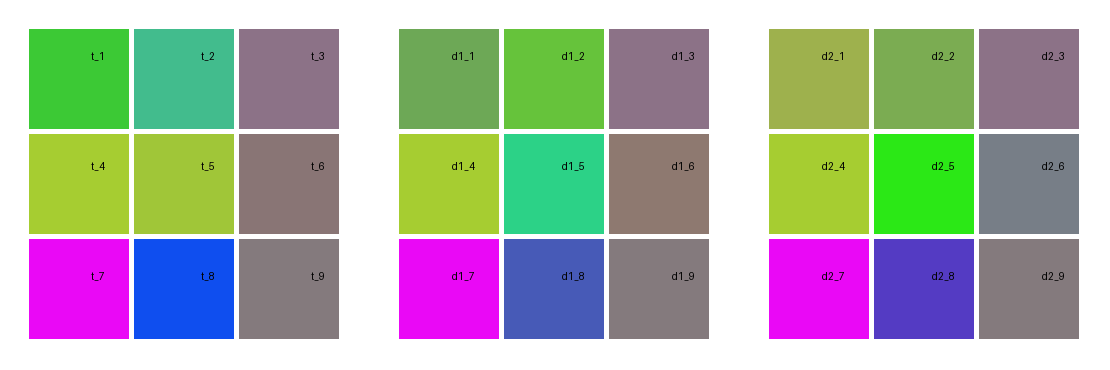 t_1 t_2 t_3 d1_1 d1_2 d1_3 d2_1 d2_2 d2_3
t_4 t_5 t_6 d1_4 d1_5 d1_6 d2_4 d2_5 d2_6
t_7 t_8 t_9 d1_7 d1_8 d1_9 d2_7 d2_8 d2_9